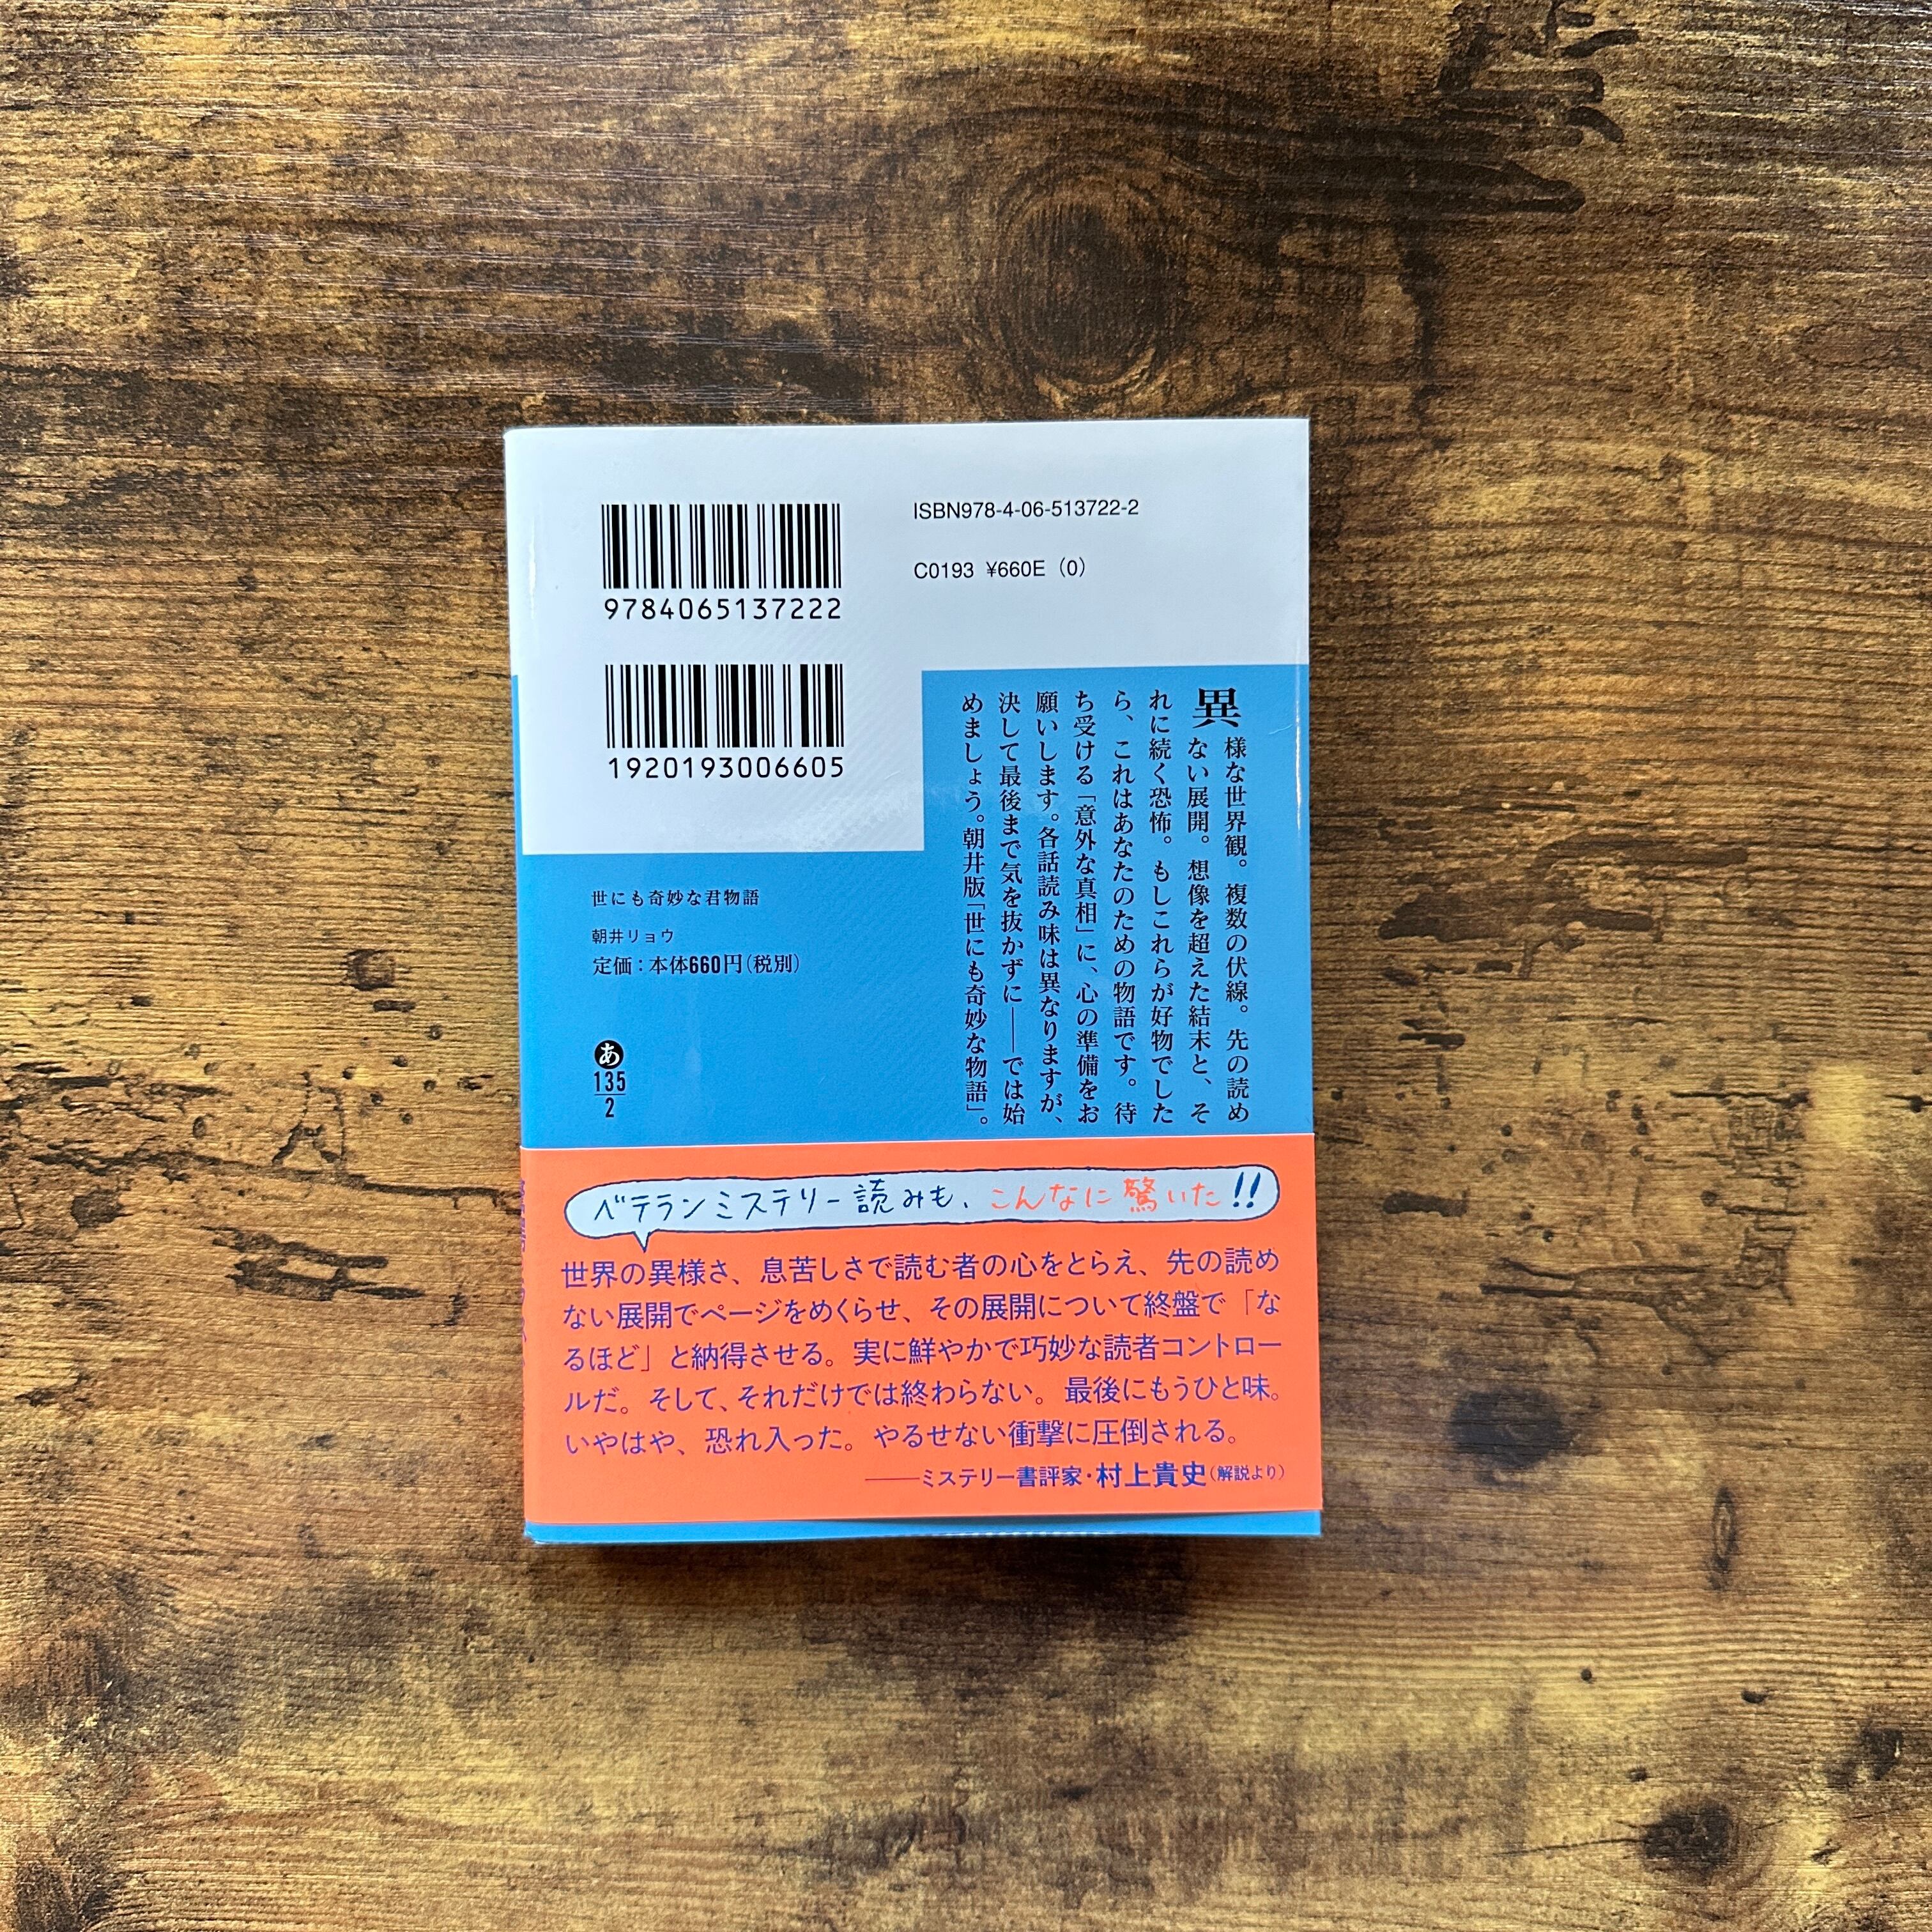 9784065137222
1920193006605
ISBN978-4-06-513722-2
C0193 ¥660E (0)
異様な世界観。複数の伏線。先の読め
ない展開。想像を超えた結末と、そ
れに続く恐怖。もしこれらが好物でした
ら、これはあなたのための物語です。待
ち受ける「意外な真相」に、心の準備をお
願いします。各話読み味は異なりますが、
決して最後まで気を抜かずに――では始
めましょう。朝井版「世にも奇妙な物語」。
世にも奇妙な君物語
朝井リョウ
定価：本体660円（税別）
あ
135
2
ベテランミステリー読みも、こんなに驚いた!!
世界の異様さ、息苦しさで読む者の心をとらえ、先の読め
ない展開でページをめくらせ、その展開について終盤で「な
るほど」と納得させる。実に鮮やかで巧妙な読者コントロー
ルだ。そして、それだけでは終わらない。最後にもうひと味。
いやはや、恐れ入った。やるせない衝撃に圧倒される。
――ミステリー書評家・村上貴史（解説より）